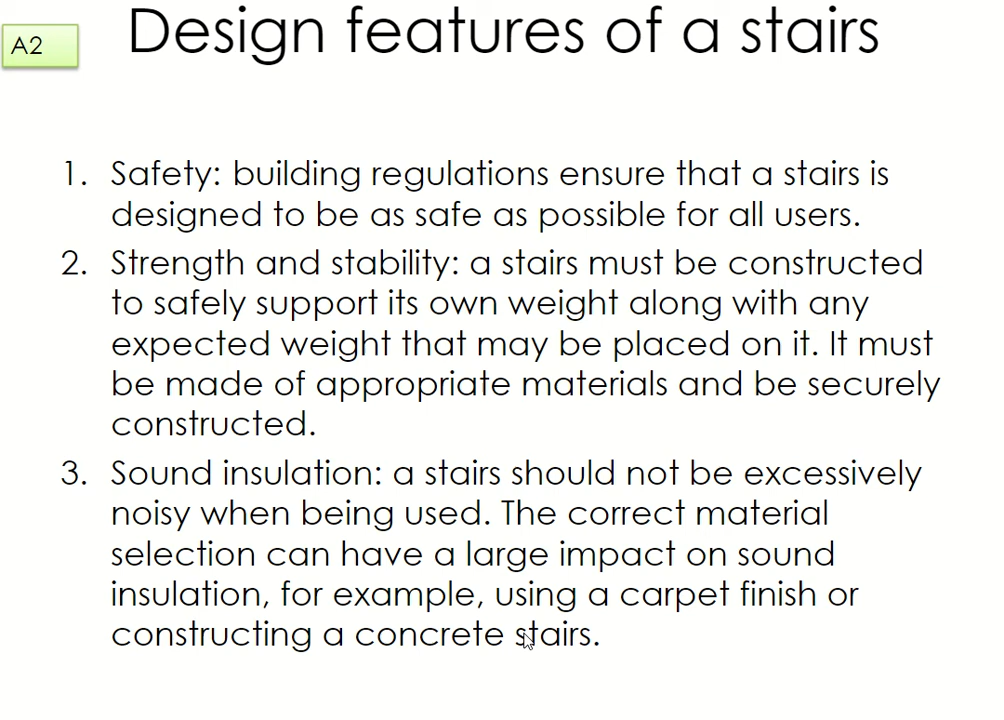 A2
Design features of a stairs
1. Safety: building regulations ensure that a stairs is
designed to be as safe as possible for all users.
2. Strength and stability: a stairs must be constructed
to safely support its own weight along with any
expected weight that may be placed on it. It must
be made of appropriate materials and be securely
constructed.
3. Sound insulation: a stairs should not be excessively
noisy when being used. The correct material
selection can have a large impact on sound
insulation, for example, using a carpet finish or
constructing a concrete stairs.